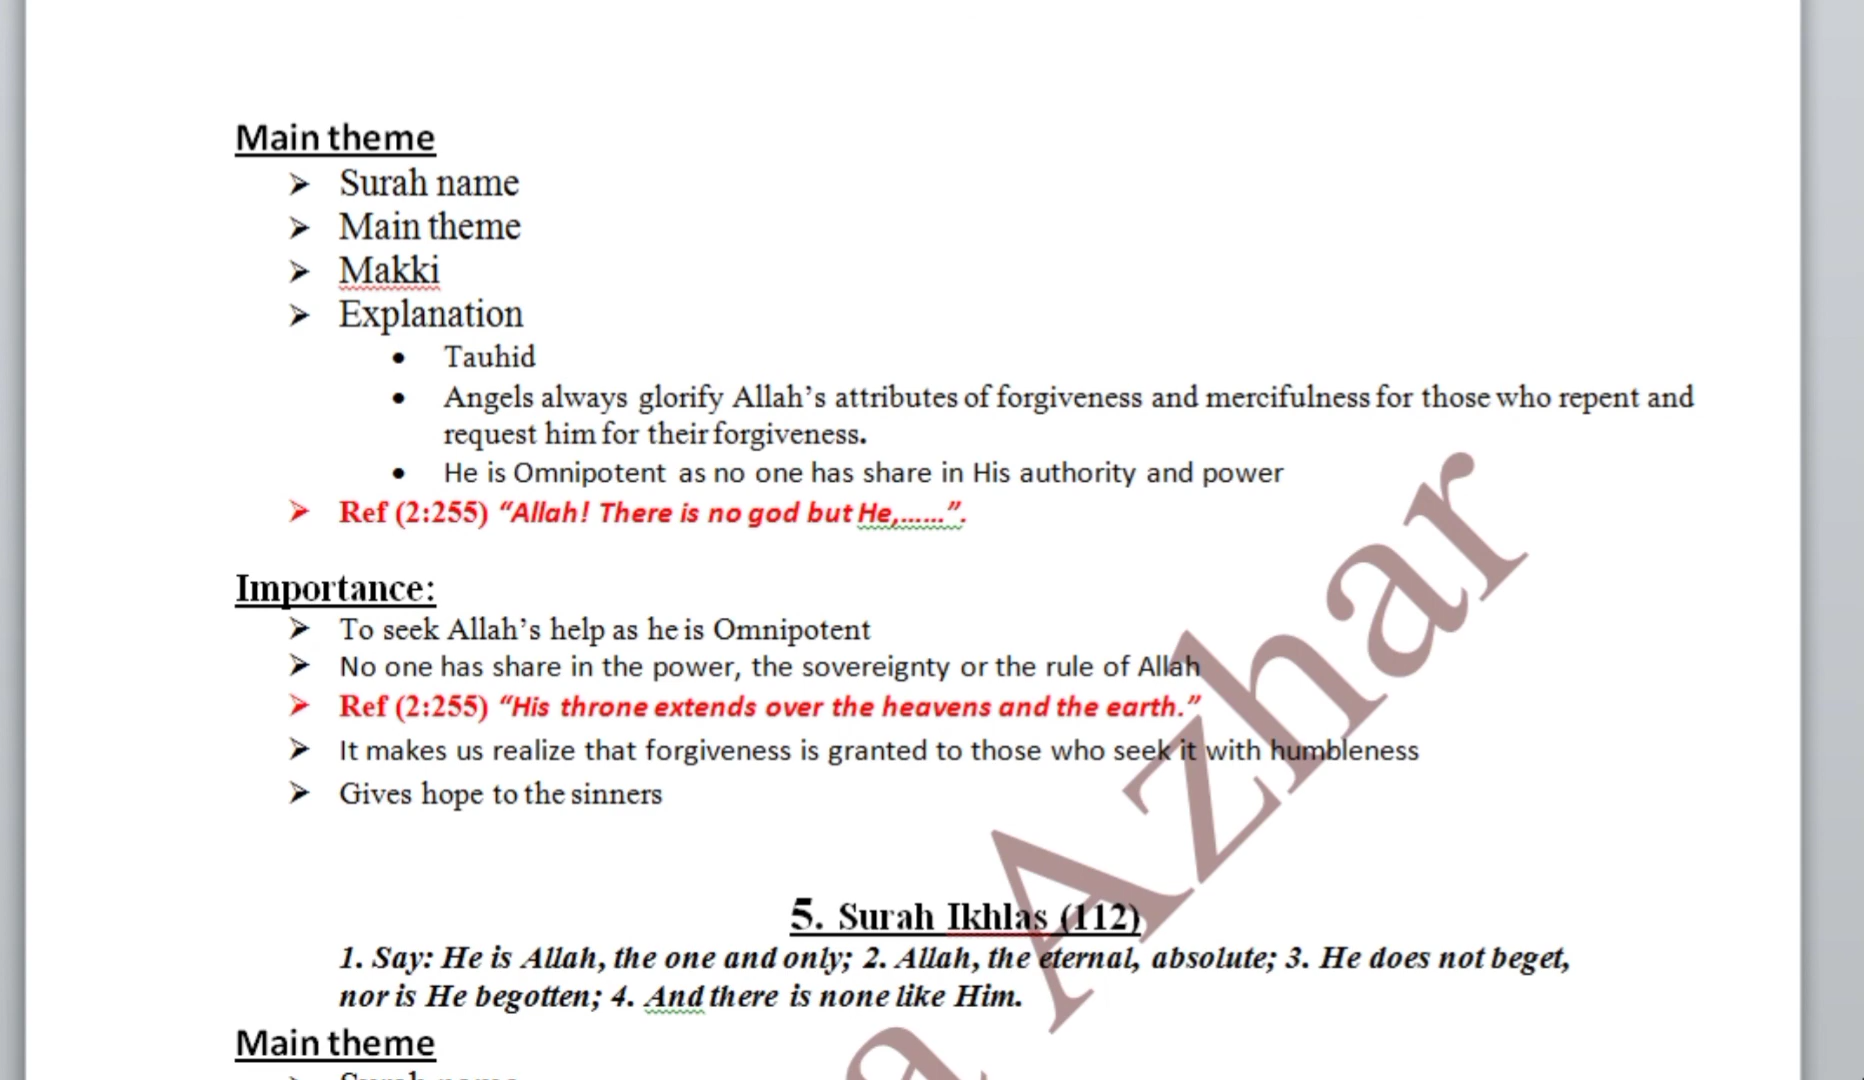 Main theme
➢ Surah name
➢ Main theme
➢ Makki
➢ Explanation
• Tauhid
• Angels always glorify Allah’s attributes of forgiveness and mercifulness for those who repent and
request him for their forgiveness.
• He is Omnipotent as no one has share in His authority and power
➢ Ref (2:255) “Allah! There is no god but He,......”.
Importance:
➢ To seek Allah’s help as he is Omnipotent
➢ No one has share in the power, the sovereignty or the rule of Allah
➢ Ref (2:255) “His throne extends over the heavens and the earth.”
➢ It makes us realize that forgiveness is granted to those who seek it with humbleness
➢ Gives hope to the sinners
5. Surah Ikhlas (112)
1. Say: He is Allah, the one and only; 2. Allah, the eternal, absolute; 3. He does not beget,
nor is He begotten; 4. And there is none like Him.
Main theme
Surah name
a Azhar